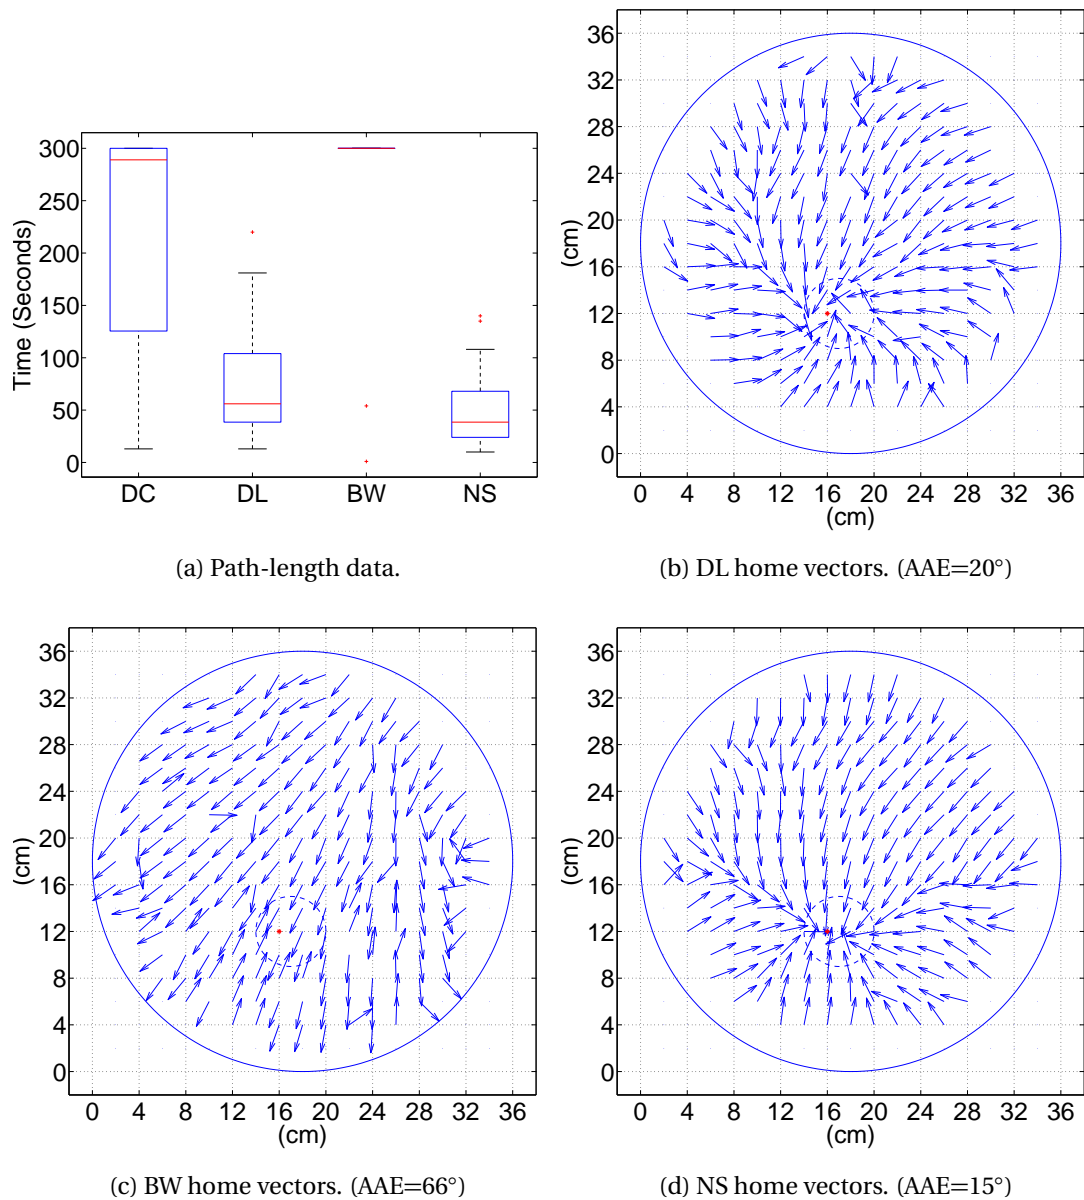 Time (Seconds)
300
250
200
150
100
50
0
DC DL BW NS
(a) Path-length data.
(cm)
36
32
28
24
20
16
12
8
4
0
0 4 8 12 16 20 24 28 32 36
(cm)
(b) DL home vectors. (AAE=20°)
(cm)
36
32
28
24
20
16
12
8
4
0
0 4 8 12 16 20 24 28 32 36
(cm)
(c) BW home vectors. (AAE=66°)
(cm)
36
32
28
24
20
16
12
8
4
0
0 4 8 12 16 20 24 28 32 36
(cm)
(d) NS home vectors. (AAE=15°)